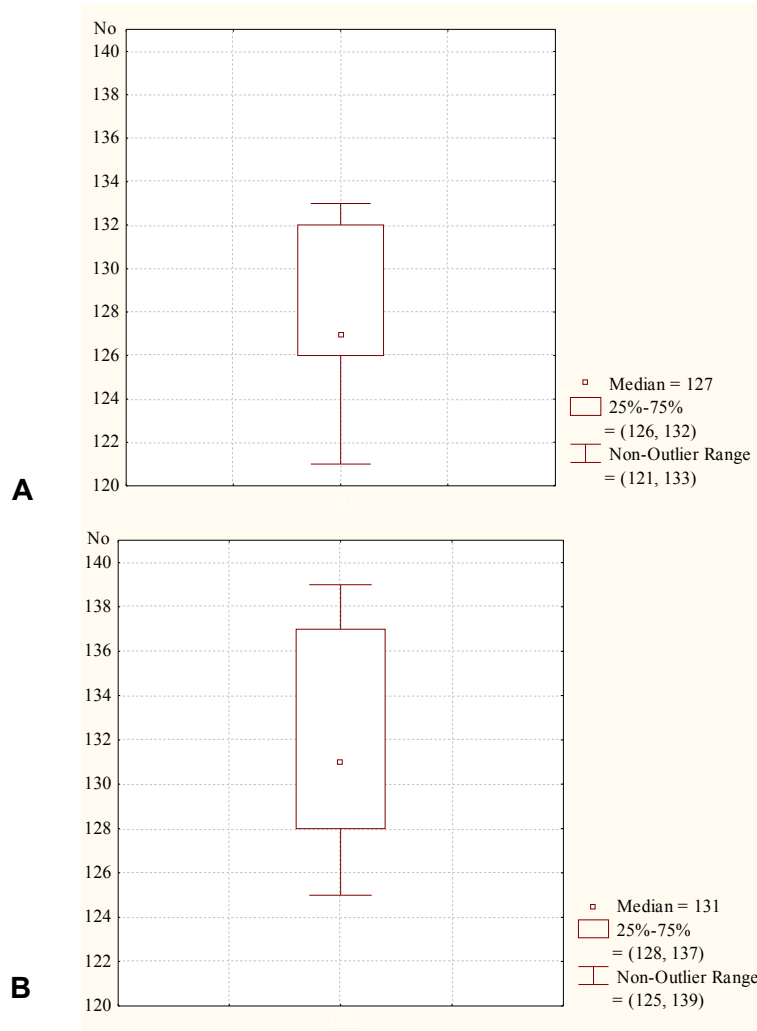 No
140
138
136
134
132
130
128
126
124
122
120
Median = 127
25%-75%
= (126, 132)
Non-Outlier Range
= (121, 133)
A
No
140
138
136
134
132
130
128
126
124
122
120
Median = 131
25%-75%
= (128, 137)
Non-Outlier Range
= (125, 139)
B